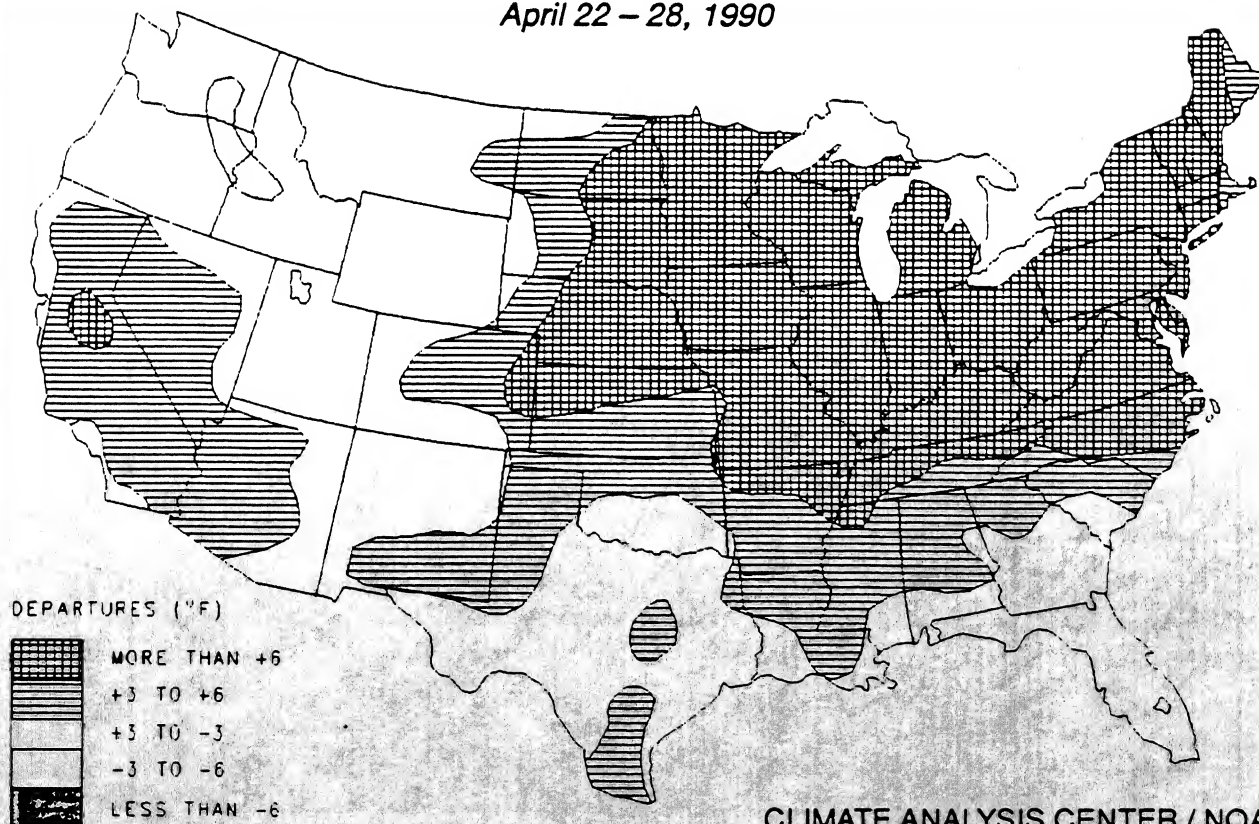 April 22 – 28, 1990
DEPARTURES (°F)
MORE THAN +6
+3 TO +6
+3 TO -3
-3 TO -6
LESS THAN -6
CLIMATE ANALYSIS CENTER / NOA